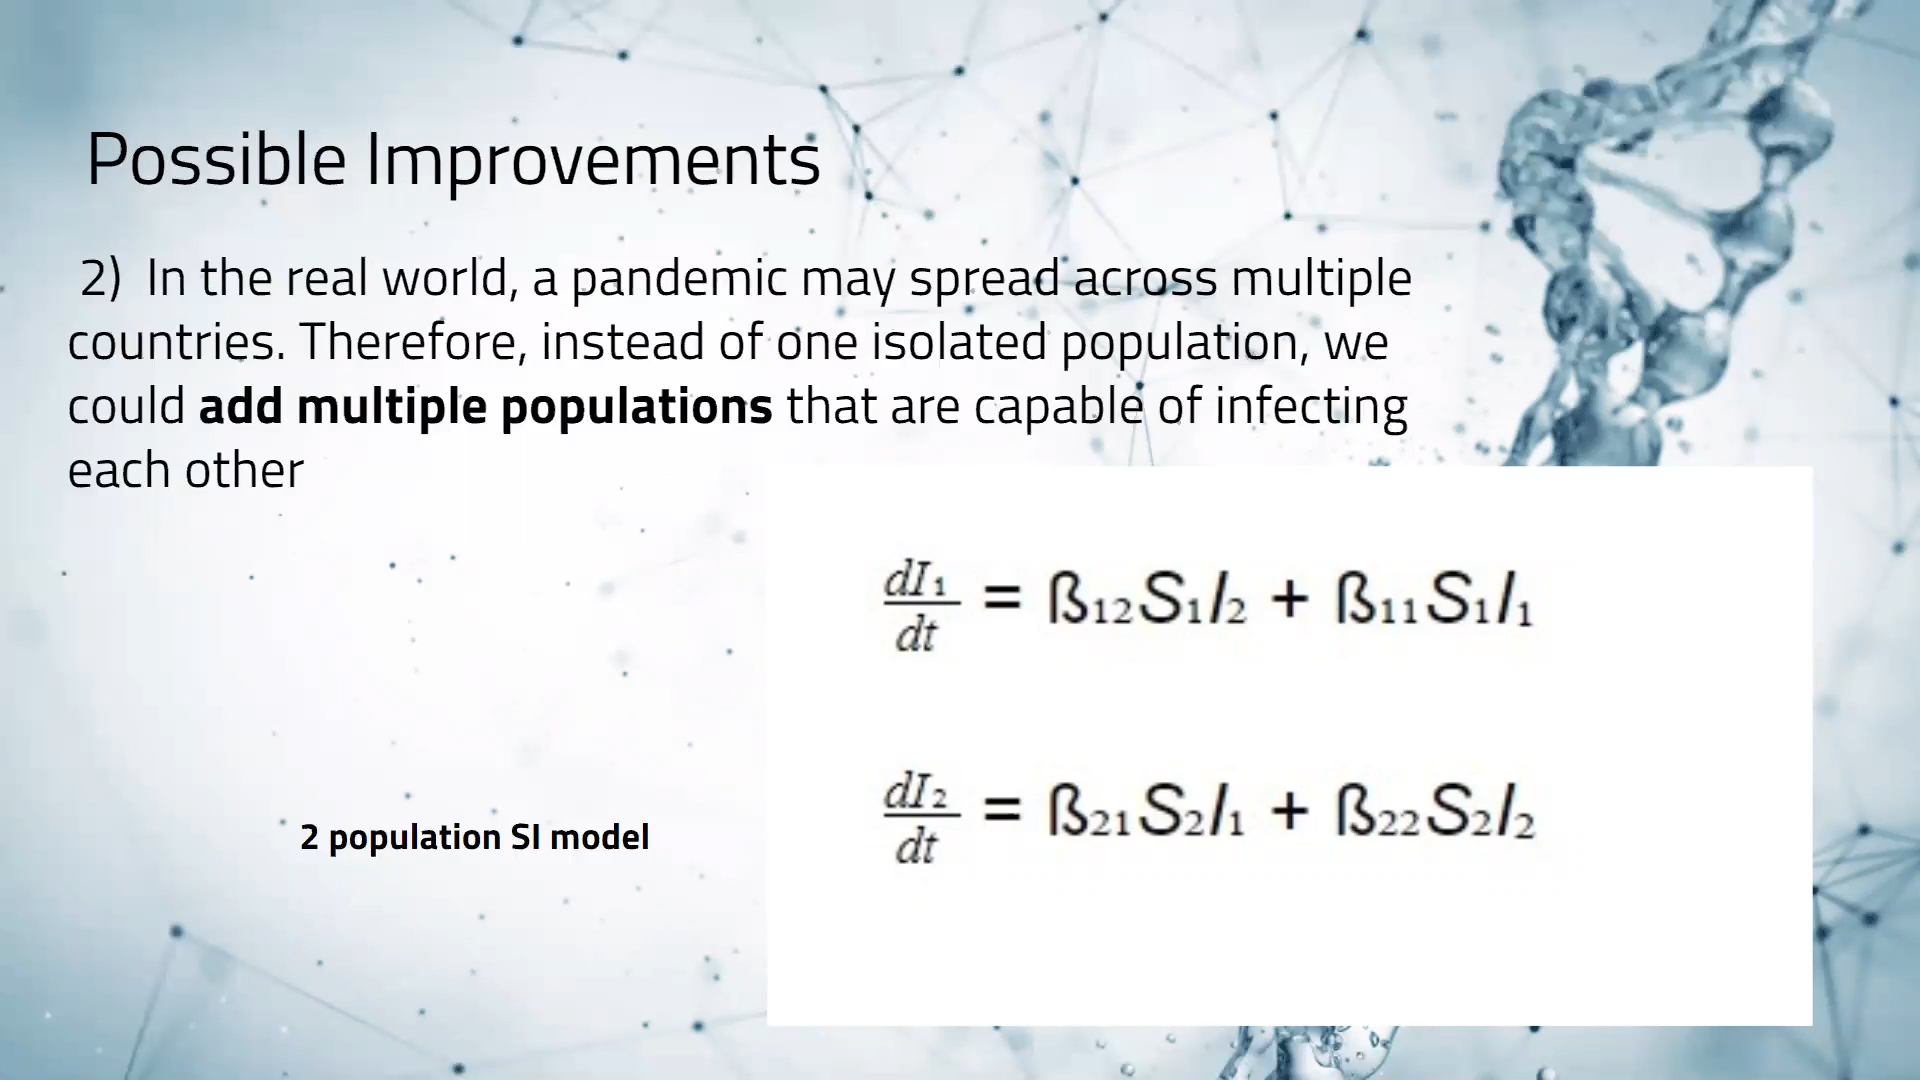 Possible Improvements
2) In the real world, a pandemic may spread across multiple
countries. Therefore, instead of one isolated population, we
could add multiple populations that are capable of infecting
each other
dI₁/dt = ß₁₂S₁I₂ + ß₁₁S₁I₁
dI₂/dt = ß₂₁S₂I₁ + ß₂₂S₂I₂
2 population SI model